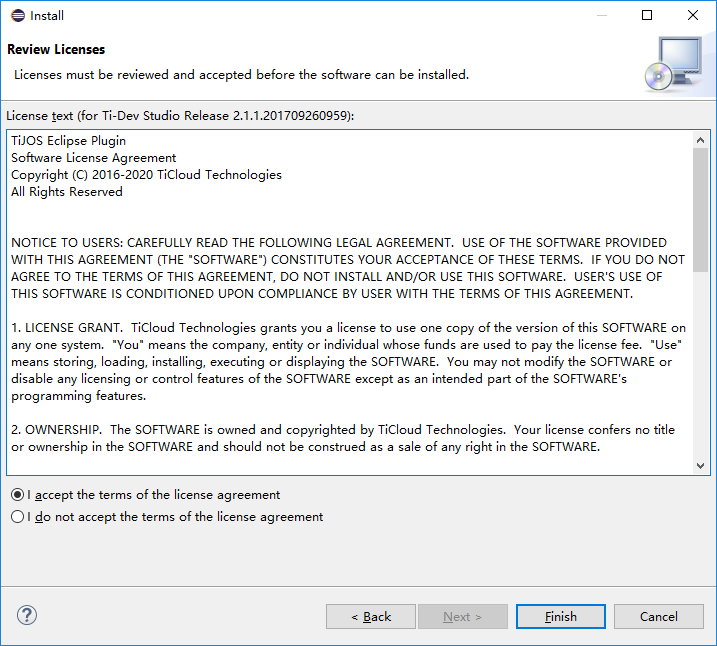 Install
Review Licenses
Licenses must be reviewed and accepted before the software can be installed.
License text (for Ti-Dev Studio Release 2.1.1.201709260959):
TiJOS Eclipse Plugin
Software License Agreement
Copyright (C) 2016-2020 TiCloud Technologies
All Rights Reserved
NOTICE TO USERS: CAREFULLY READ THE FOLLOWING LEGAL AGREEMENT.  USE OF THE SOFTWARE PROVIDED
WITH THIS AGREEMENT (THE "SOFTWARE") CONSTITUTES YOUR ACCEPTANCE OF THESE TERMS.  IF YOU DO NOT
AGREE TO THE TERMS OF THIS AGREEMENT, DO NOT INSTALL AND/OR USE THIS SOFTWARE.  USER'S USE OF
THIS SOFTWARE IS CONDITIONED UPON COMPLIANCE BY USER WITH THE TERMS OF THIS AGREEMENT.
1. LICENSE GRANT.  TiCloud Technologies grants you a license to use one copy of the version of this SOFTWARE on
any one system.  "You" means the company, entity or individual whose funds are used to pay the license fee.  "Use"
means storing, loading, installing, executing or displaying the SOFTWARE.  You may not modify the SOFTWARE or
disable any licensing or control features of the SOFTWARE except as an intended part of the SOFTWARE's
programming features.
2. OWNERSHIP.  The SOFTWARE is owned and copyrighted by TiCloud Technologies.  Your license confers no title
or ownership in the SOFTWARE and should not be construed as a sale of any right in the SOFTWARE.
I accept the terms of the license agreement
I do not accept the terms of the license agreement
?
< Back
Next >
Finish
Cancel